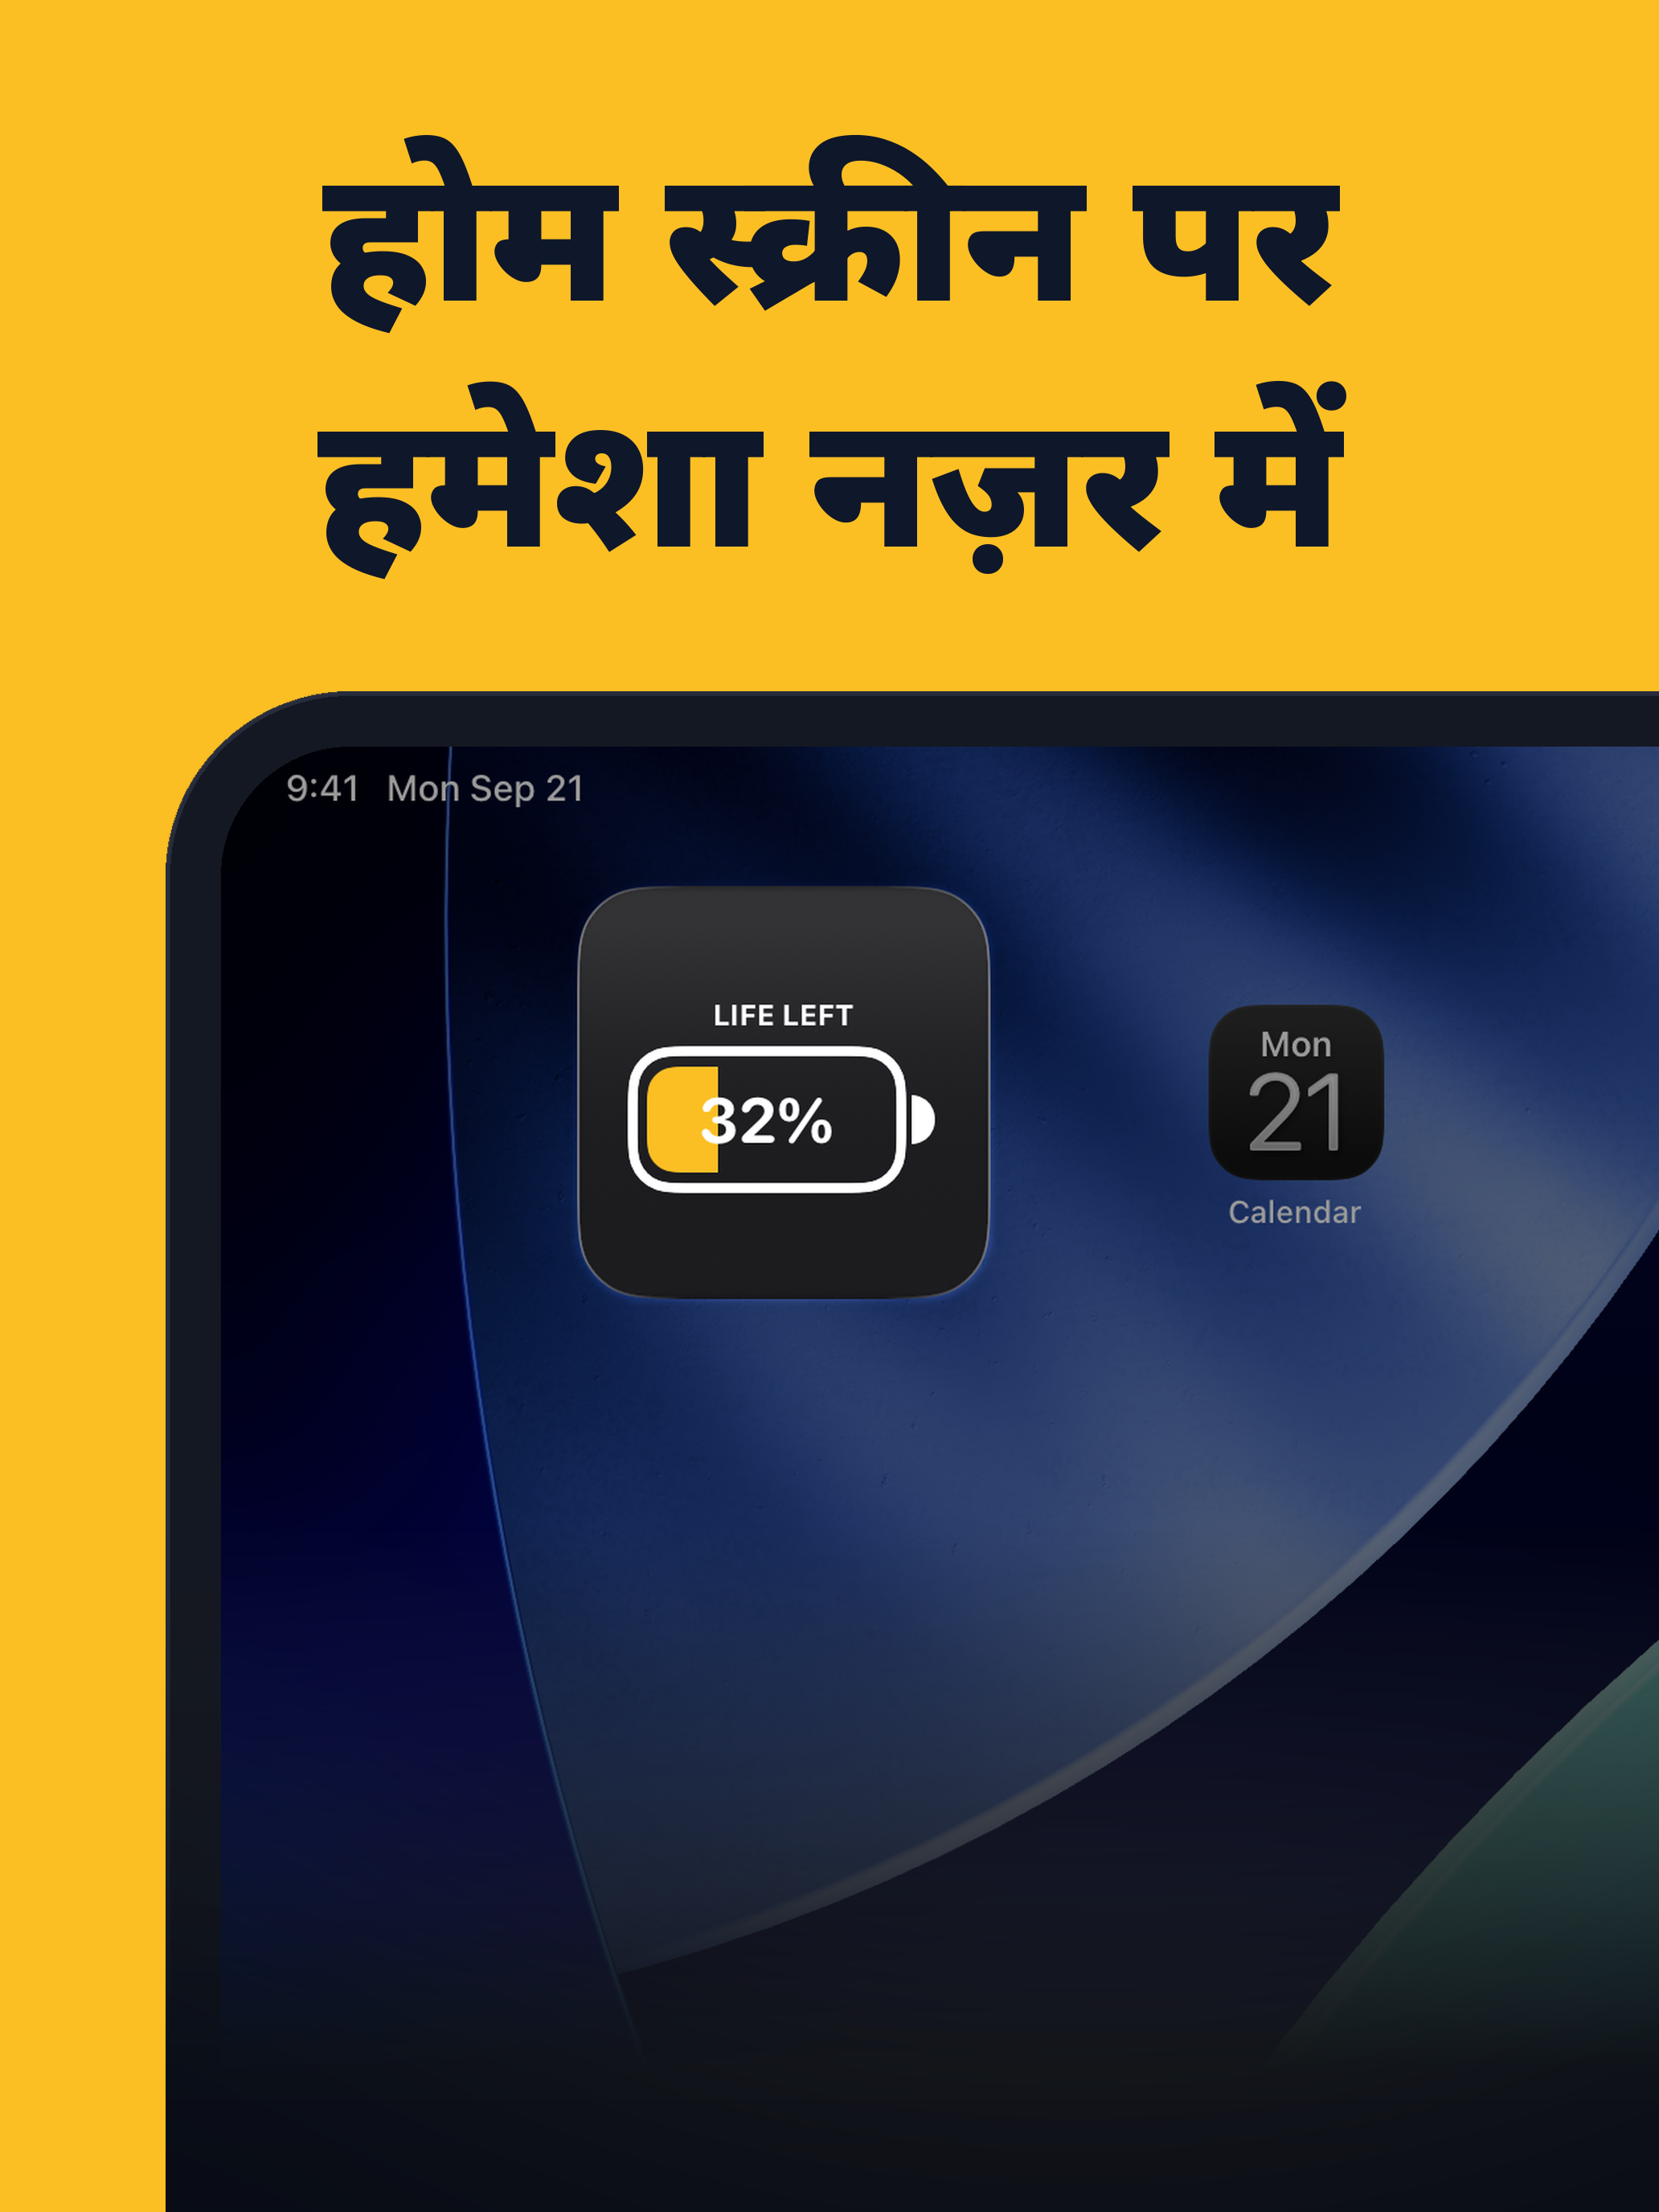 होम स्क्रीन पर
हमेशा नज़र में
9:41 Mon Sep 21
LIFE LEFT
32%
Mon
21
Calendar